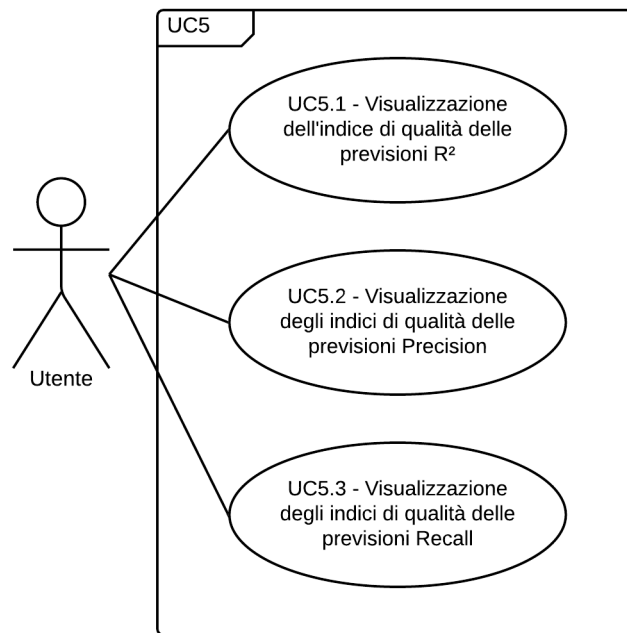 UC5
UC5.1 - Visualizzazione
dell'indice di qualità delle
previsioni R²
UC5.2 - Visualizzazione
degli indici di qualità delle
previsioni Precision
Utente
UC5.3 - Visualizzazione
degli indici di qualità delle
previsioni Recall